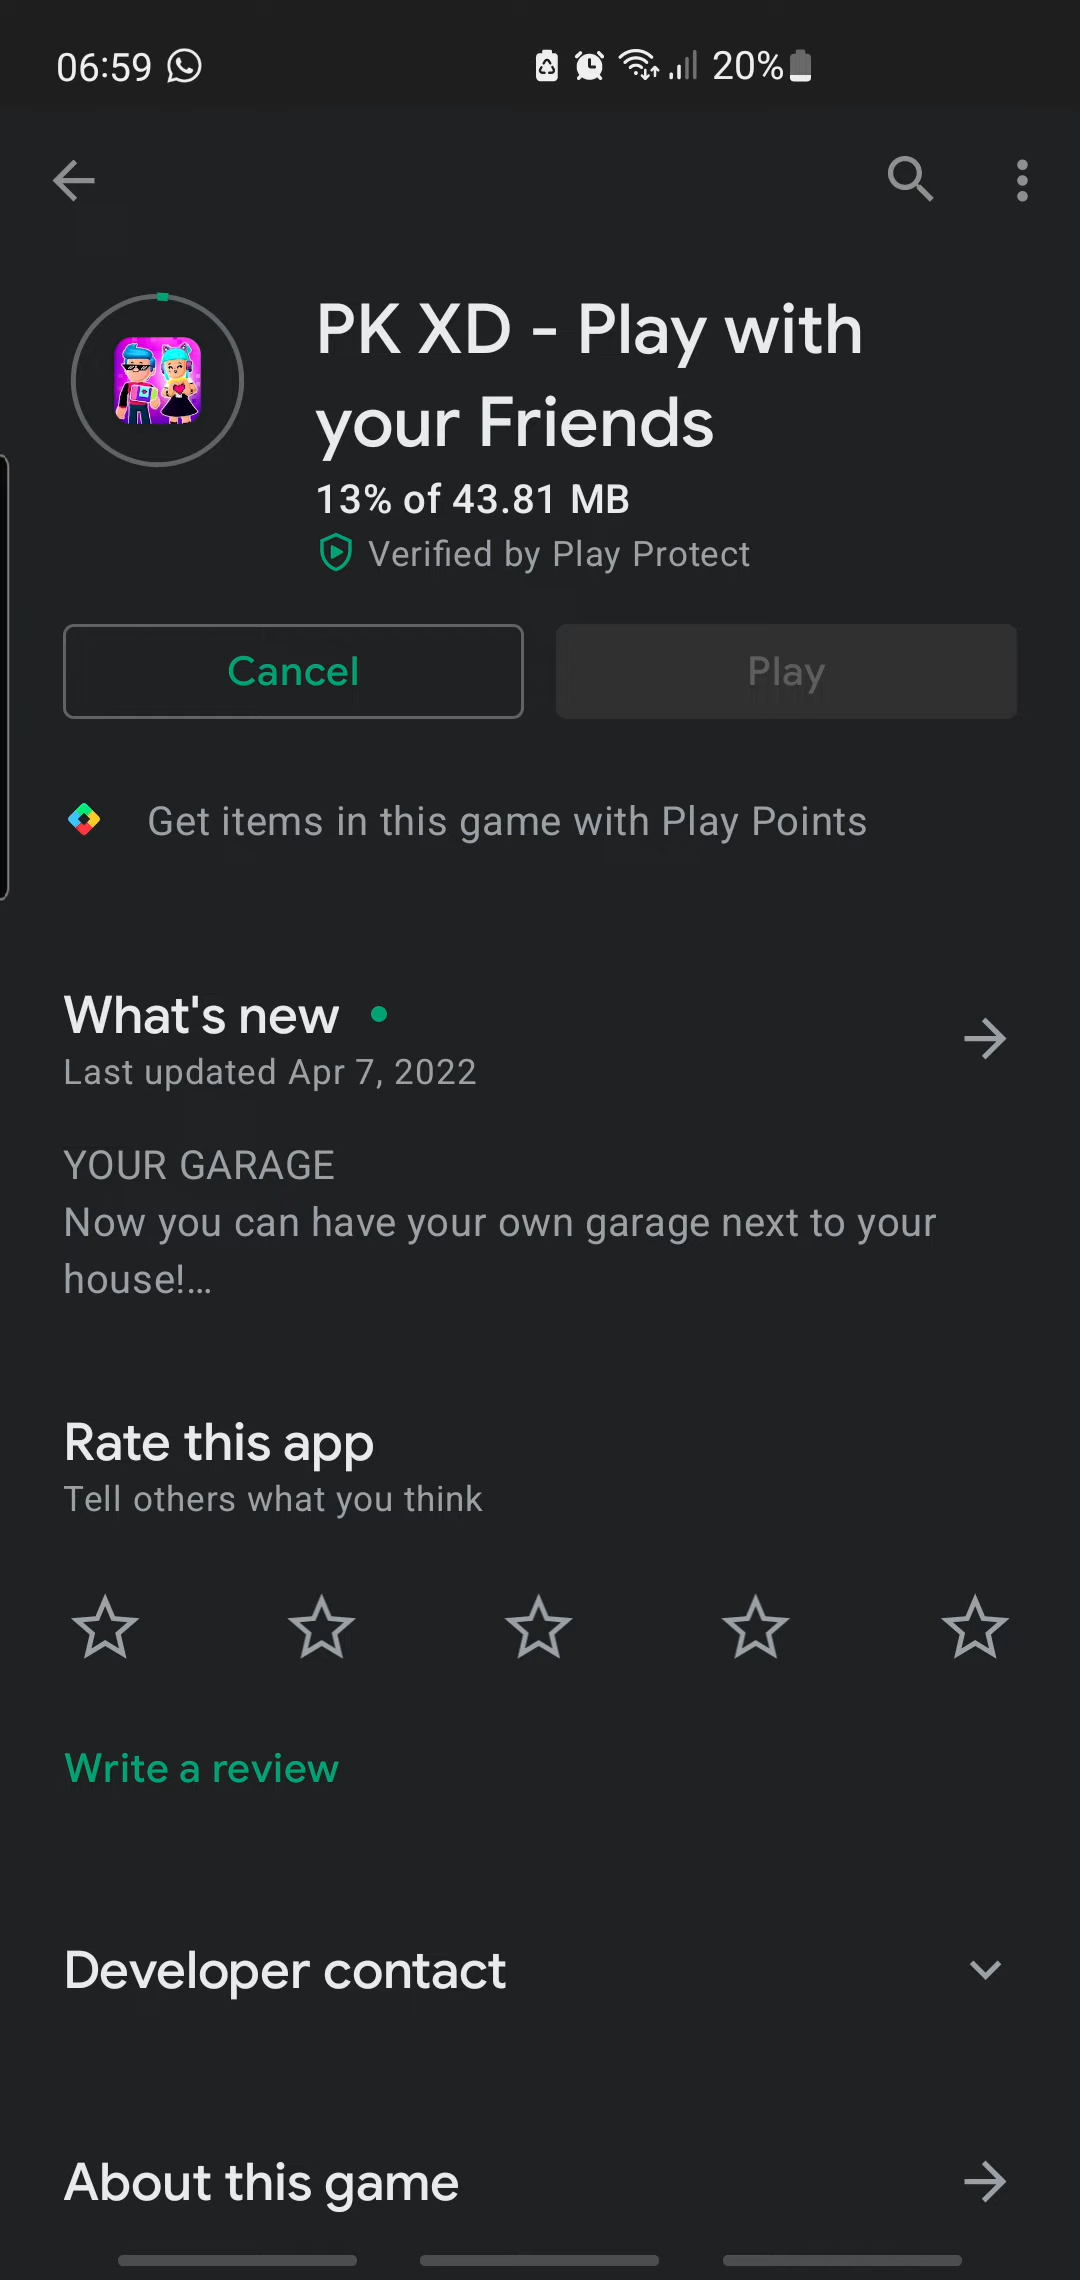 06:59
20%
PK XD - Play with
your Friends
13% of 43.81 MB
Verified by Play Protect
Cancel
Play
Get items in this game with Play Points
What's new
Last updated Apr 7, 2022
YOUR GARAGE
Now you can have your own garage next to your
house!...
Rate this app
Tell others what you think
Write a review
Developer contact
About this game